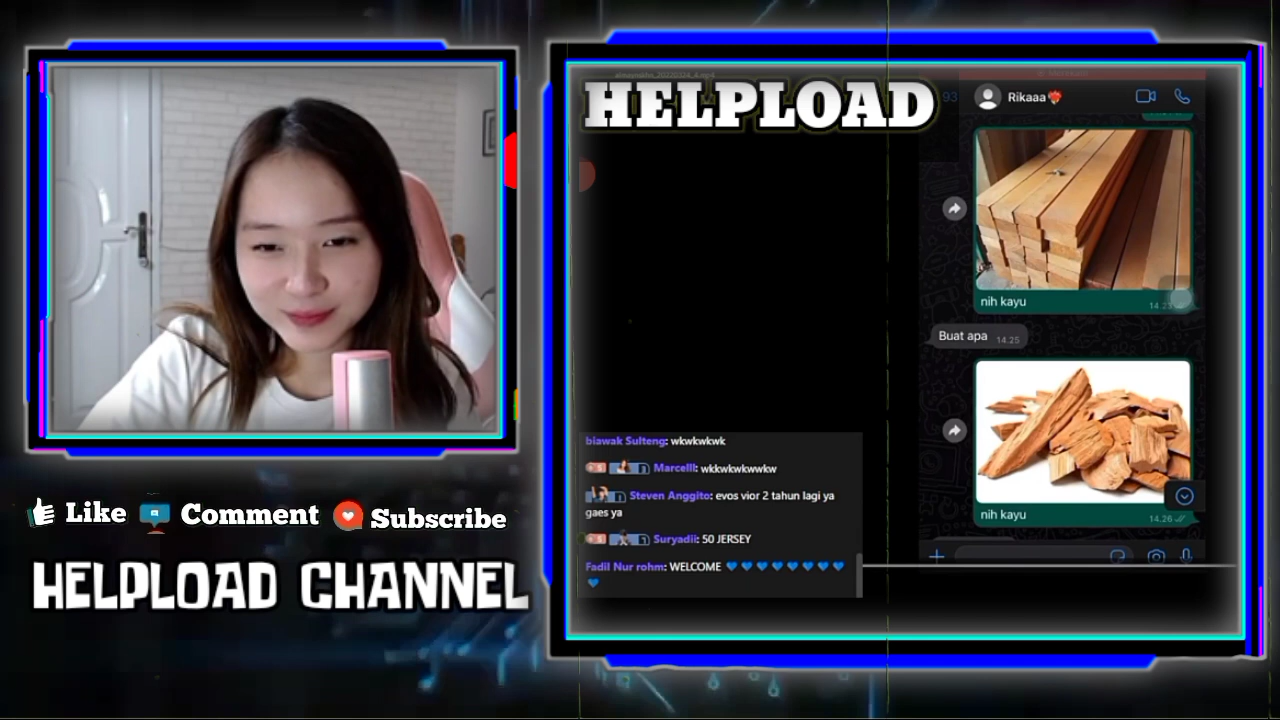 HELPLOAD
93
Rikaaa
nih kayu
Buat apa
14.25
nih kayu
14.26
biawak Sulteng: wkwkwkwk
Marcelll: wkkwkwkwwkw
Steven Anggito: evos vior 2 tahun lagi ya
gaes ya
Suryadii: 50 JERSEY
Fadil Nur rohm: WELCOME 💙💙💙💙💙💙💙💙
💙
Like
Comment
Subscribe
HELPLOAD CHANNEL